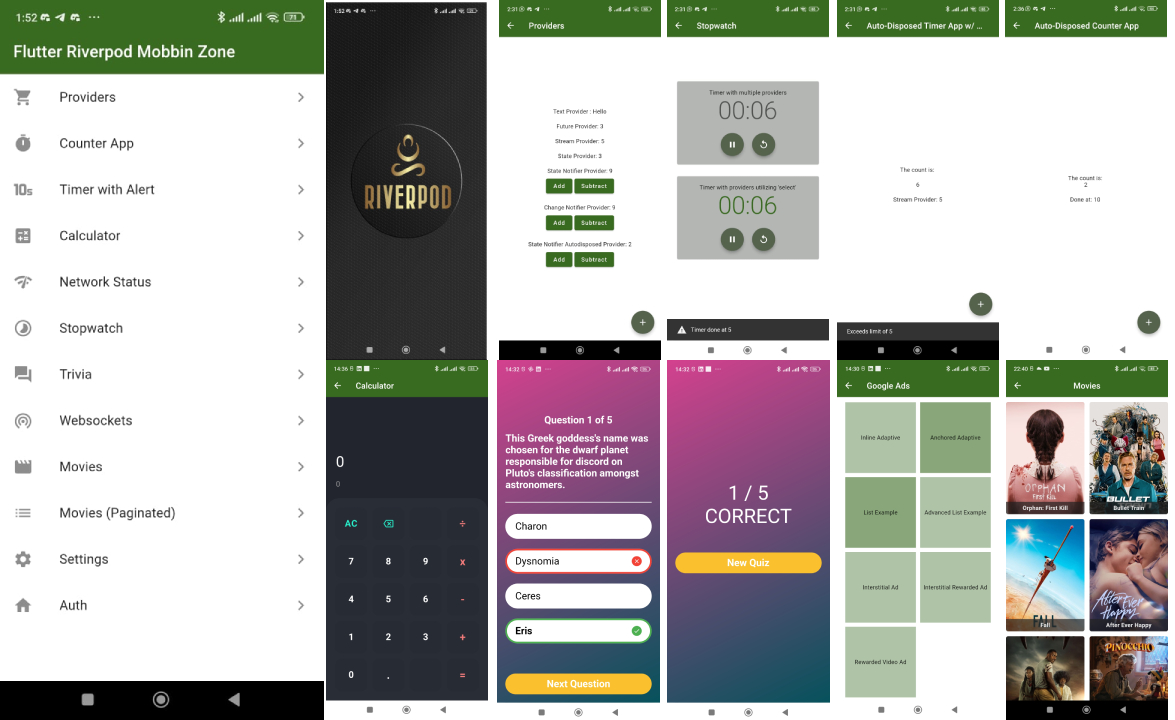 1:52
71
Flutter Riverpod Mobbin Zone
Providers
Counter App
10s
Timer with Alert
Calculator
Network Status
Stopwatch
Trivia
Websockets
Movies
Movies (Paginated)
Settings
Auth
1:52
RIVERPOD
2:31
Providers
Text Provider : Hello
Future Provider: 3
Stream Provider: 5
State Provider: 3
State Notifier Provider: 9
Add Subtract
Change Notifier Provider: 9
Add Subtract
State Notifier Autodisposed Provider: 2
Add Subtract
+
2:31
Stopwatch
Timer with multiple providers
00:06
Timer with providers utilizing 'select'
00:06
Timer done at 5
2:31
Auto-Disposed Timer App w/ ...
The count is:
6
Stream Provider: 5
+
Exceeds limit of 5
2:36
Auto-Disposed Counter App
The count is:
2
Done at: 10
+
14:36
Calculator
0
0
AC ÷
7 8 9 x
4 5 6 -
1 2 3 +
0 . =
14:32
Question 1 of 5
This Greek goddess's name was
chosen for the dwarf planet
responsible for discord on
Pluto's classification amongst
astronomers.
Charon
Dysnomia
Ceres
Eris
Next Question
14:32
1 / 5
CORRECT
New Quiz
14:30
Google Ads
Inline Adaptive
Anchored Adaptive
List Example
Advanced List Example
Interstitial Ad
Interstitial Rewarded Ad
Rewarded Video Ad
22:40
Movies
ORPHAN
First Kill
Orphan: First Kill
BULLET
Bullet Train
FALL
Fall
After Ever
Happy
After Ever Happy
PINOCCHIO